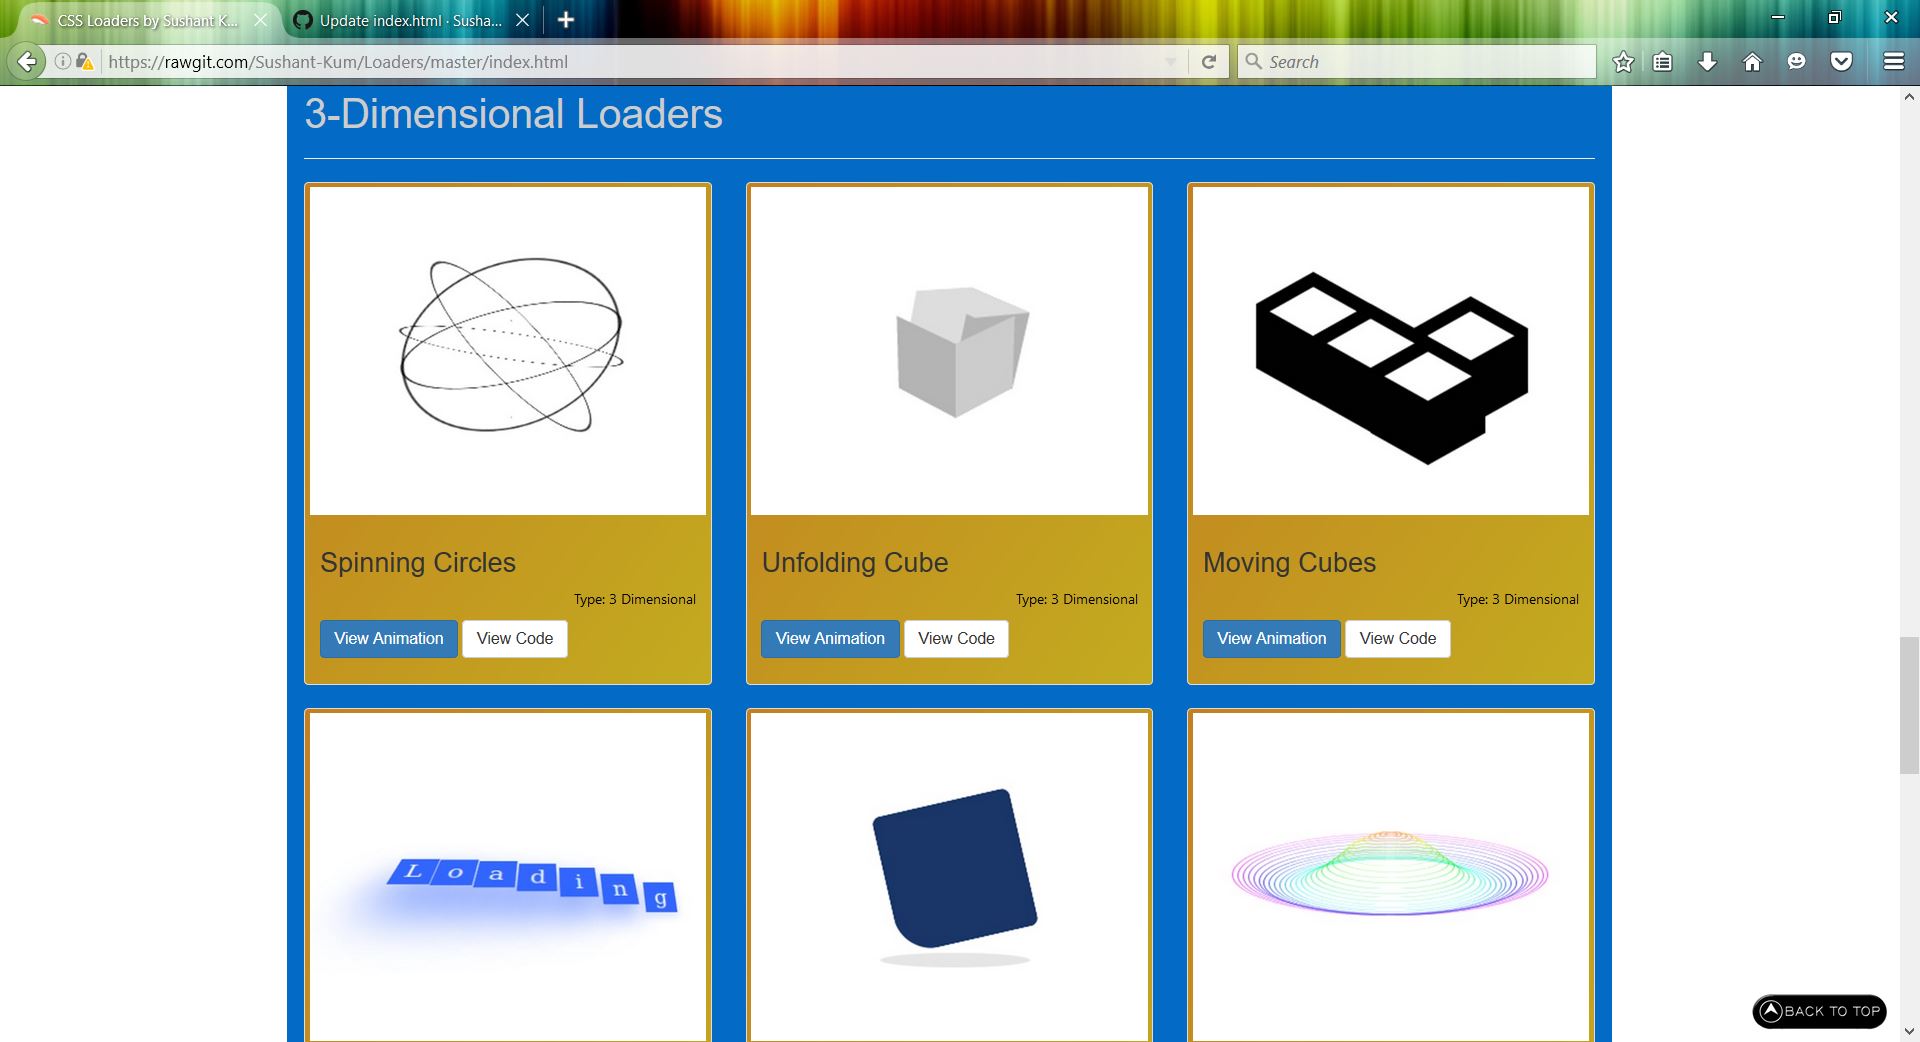 CSS Loaders by Sushant K...
Update index.html · Susha...
https://rawgit.com/Sushant-Kum/Loaders/master/index.html
Search
3-Dimensional Loaders
Spinning Circles
Type: 3 Dimensional
View Animation
View Code
Unfolding Cube
Type: 3 Dimensional
View Animation
View Code
Moving Cubes
Type: 3 Dimensional
View Animation
View Code
Loading
BACK TO TOP